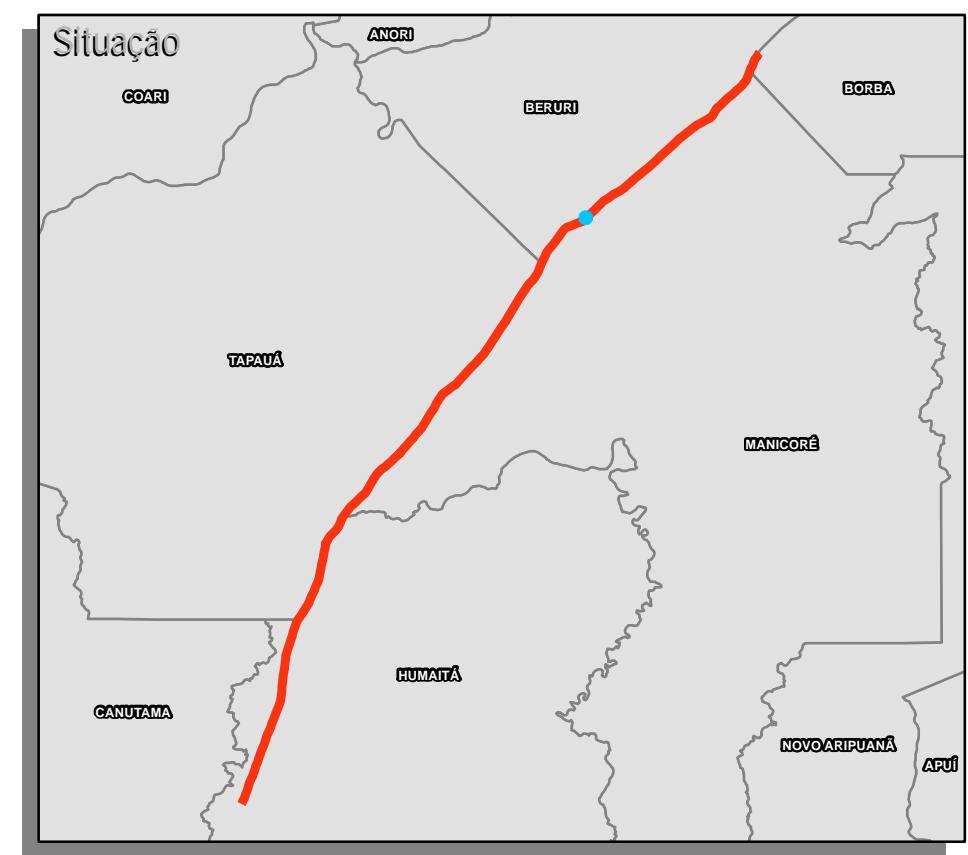 Situação
ANORI
COARI
BORBA
BERURI
TAPAUÁ
MANICORÉ
HUMAITÁ
CANUTAMA
NOVO ARIPUANÃ
APUÍ